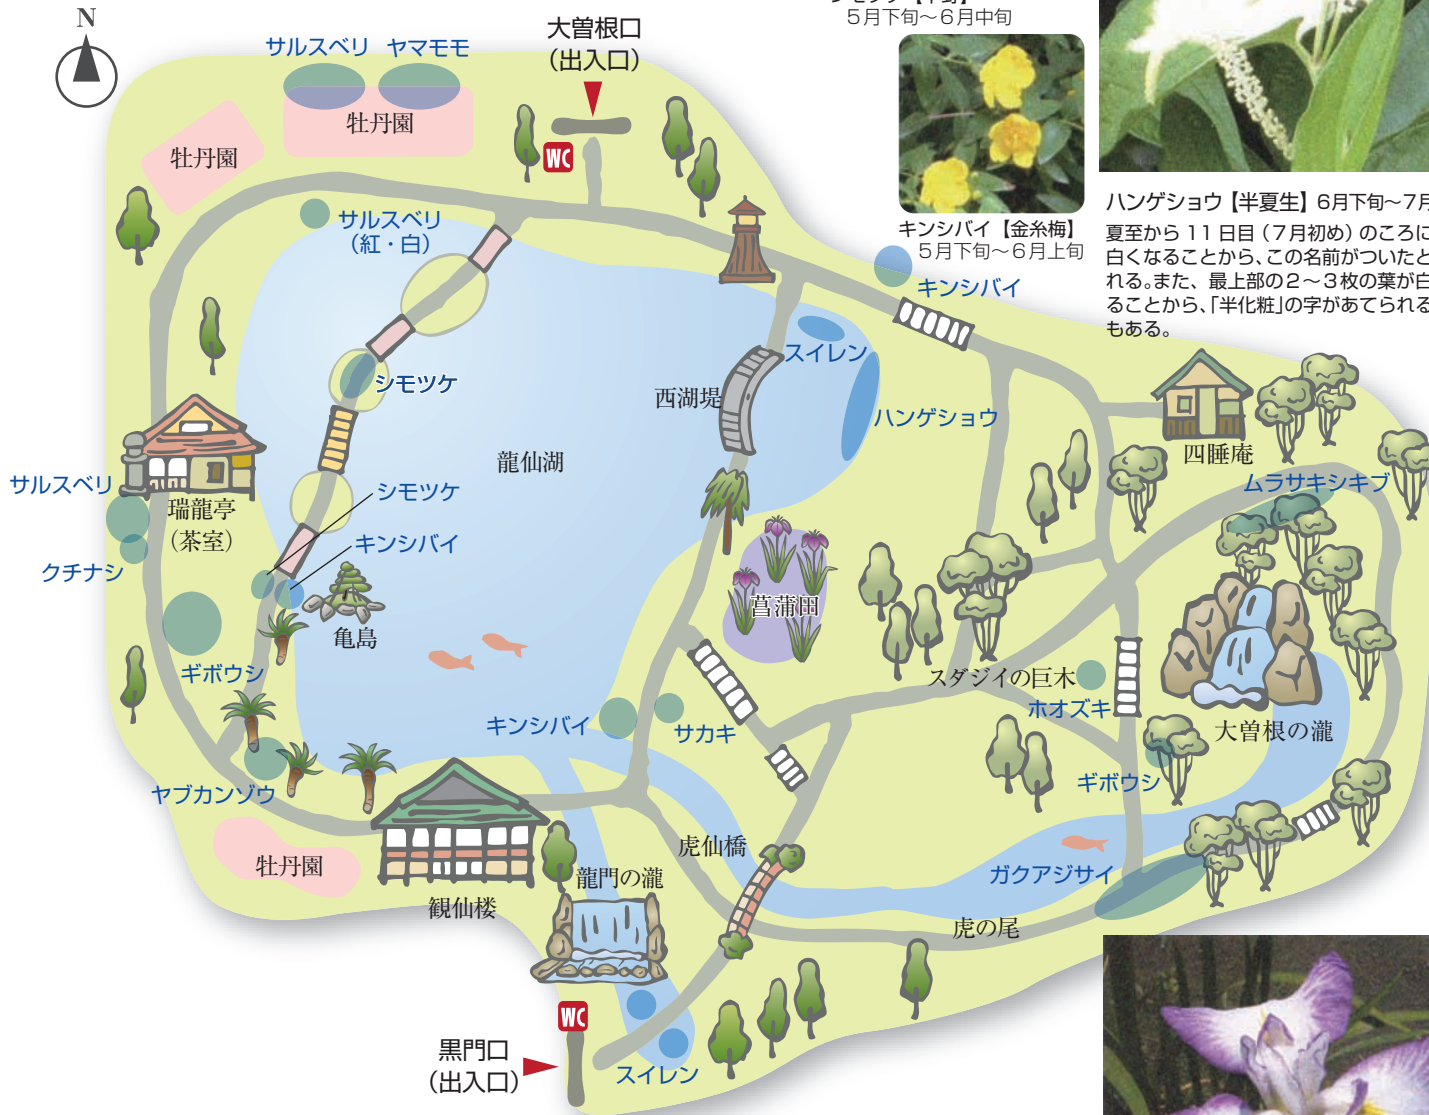 N
5月下旬～6月中旬
キンシバイ【金糸梅】
5月下旬～6月上旬
ハンゲショウ【半夏生】6月下旬～7月
夏至から11日目（7月初め）のころに
白くなることから、この名前がついたと
れる。また、最上部の2～3枚の葉が白
ることから、「半化粧」の字があてられる
もある。
サルスベリ
ヤマモモ
大曽根口
（出入口）
牡丹園
牡丹園
WC
サルスベリ
（紅・白）
キンシバイ
スイレン
シモツケ
西湖堤
ハンゲショウ
四睡庵
龍仙湖
サルスベリ
瑞龍亭
（茶室）
シモツケ
ムラサキシキブ
キンシバイ
クチナシ
菖蒲田
亀島
ギボウシ
スダジイの巨木
ホオズキ
キンシバイ
サカキ
大曽根の瀧
ギボウシ
ヤブカンゾウ
牡丹園
虎仙橋
龍門の瀧
ガクアジサイ
観仙楼
虎の尾
WC
黒門口
（出入口）
スイレン